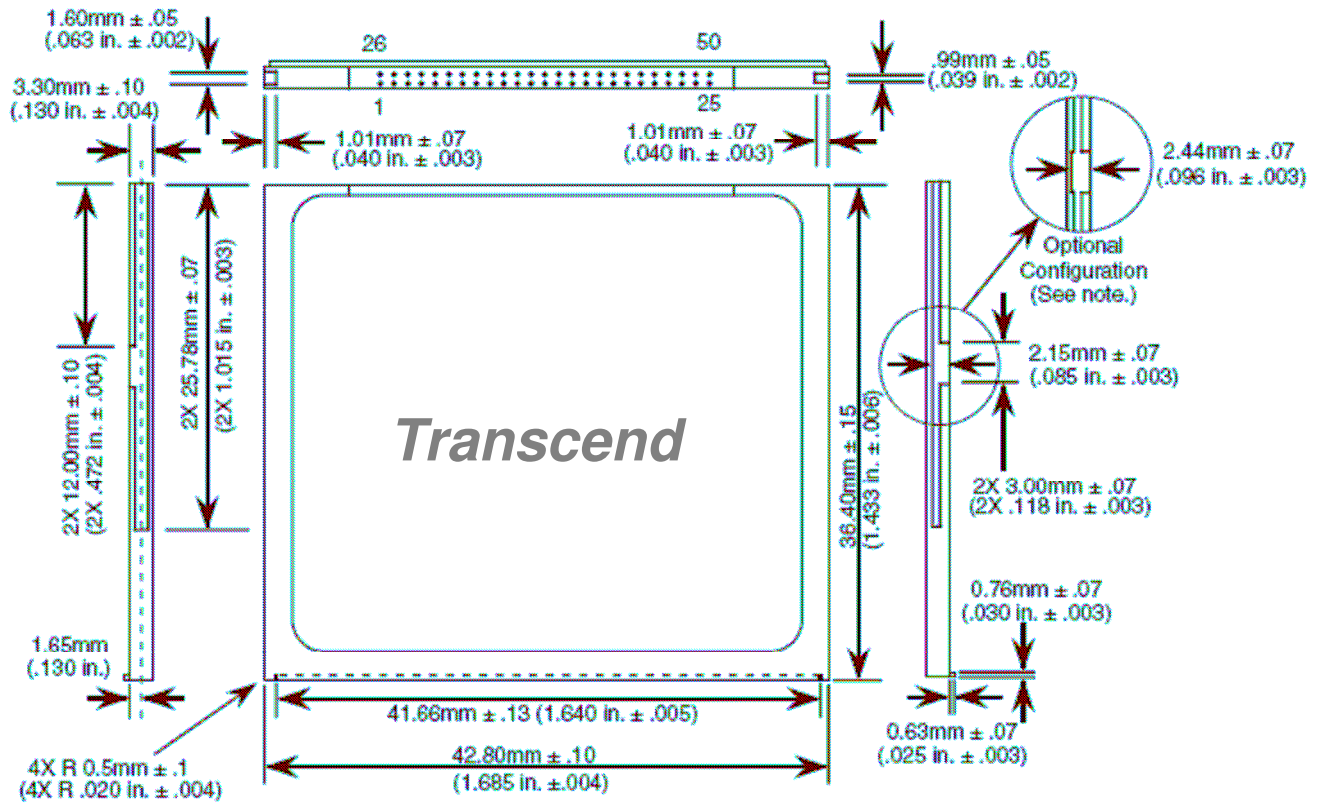 1.60mm ± .05
(.063 in. ± .002)
26
50
.99mm ± .05
(.039 in. ± .002)
3.30mm ± .10
(.130 in. ± .004)
1
25
1.01mm ± .07
(.040 in. ± .003)
1.01mm ± .07
(.040 in. ± .003)
2.44mm ± .07
(.096 in. ± .003)
Optional
Configuration
(See note.)
2X 12.00mm ± .10
(2X .472 in. ± .004)
2X 25.78mm ± .07
(2X 1.015 in. ± .003)
Transcend
36.40mm ± .15
(1.433 in. ± .006)
2.15mm ± .07
(.085 in. ± .003)
2X 3.00mm ± .07
(2X .118 in. ± .003)
0.76mm ± .07
(.030 in. ± .003)
1.65mm
(.130 in.)
41.66mm ± .13 (1.640 in. ± .005)
0.63mm ± .07
(.025 in. ± .003)
42.80mm ± .10
(1.685 in. ±.004)
4X R 0.5mm ± .1
(4X R .020 in. ± .004)